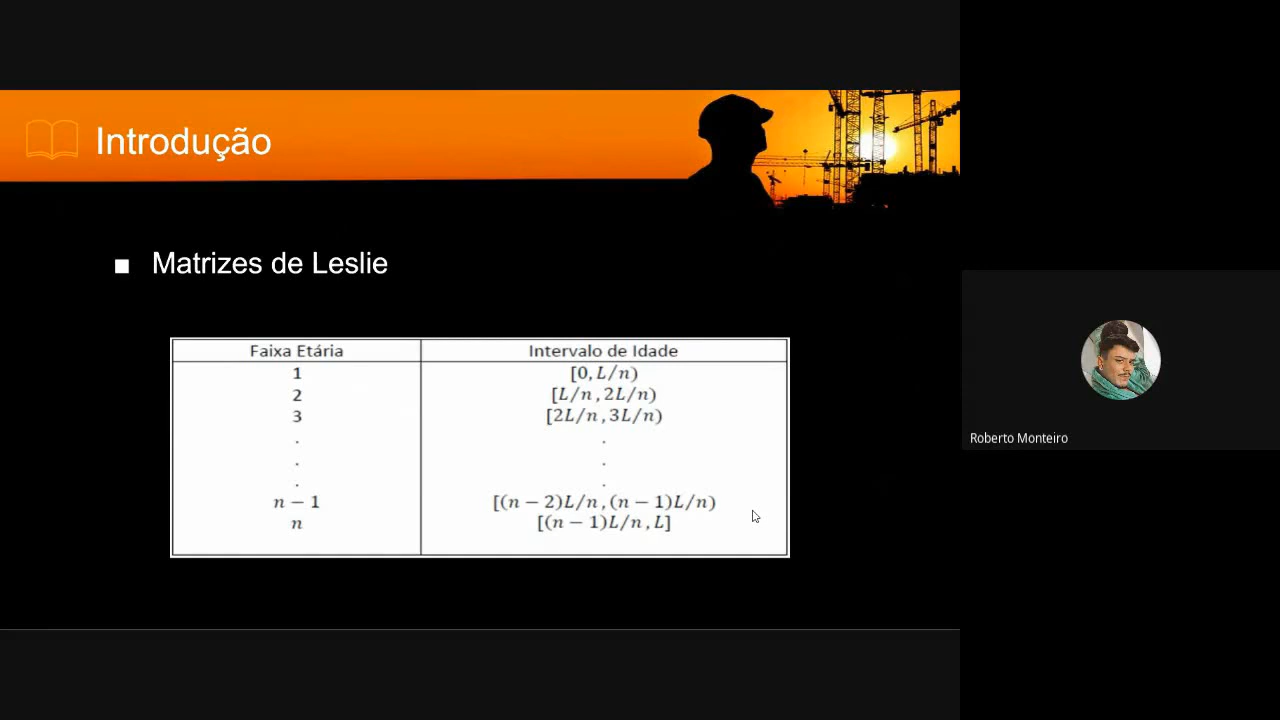 Introdução
■ Matrizes de Leslie
Faixa Etária Intervalo de Idade
1 [0, L/n)
2 [L/n , 2L/n)
3 [2L/n , 3L/n)
. .
. .
. .
n − 1 [(n − 2)L/n , (n − 1)L/n)
n [(n − 1)L/n , L]
Roberto Monteiro